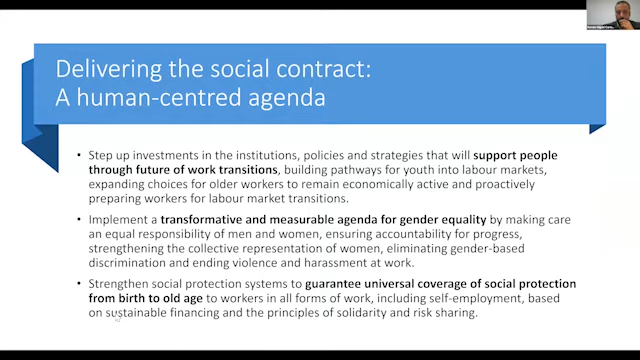 Delivering the social contract:
A human-centred agenda
• Step up investments in the institutions, policies and strategies that will support people
through future of work transitions, building pathways for youth into labour markets,
expanding choices for older workers to remain economically active and proactively
preparing workers for labour market transitions.
• Implement a transformative and measurable agenda for gender equality by making care
an equal responsibility of men and women, ensuring accountability for progress,
strengthening the collective representation of women, eliminating gender-based
discrimination and ending violence and harassment at work.
• Strengthen social protection systems to guarantee universal coverage of social protection
from birth to old age to workers in all forms of work, including self-employment, based
on sustainable financing and the principles of solidarity and risk sharing.